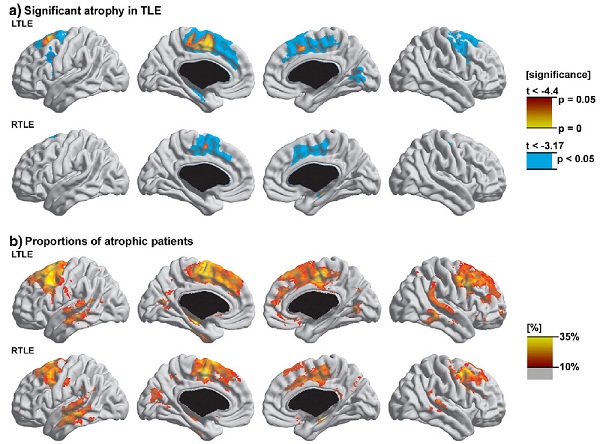 a) Significant atrophy in TLE
LTLE
[significance]
t < -4.4
p = 0.05
p = 0
RTLE
t < -3.17
p < 0.05
b) Proportions of atrophic patients
LTLE
[%]
35%
10%
RTLE